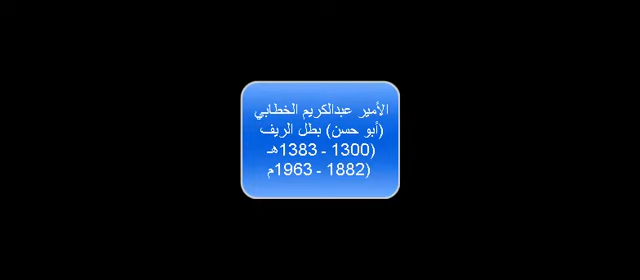 الأمير عبدالكريم الخطابي
(أبو حسن) بطل الريف
(1300 - 1383هـ
(1882 - 1963م